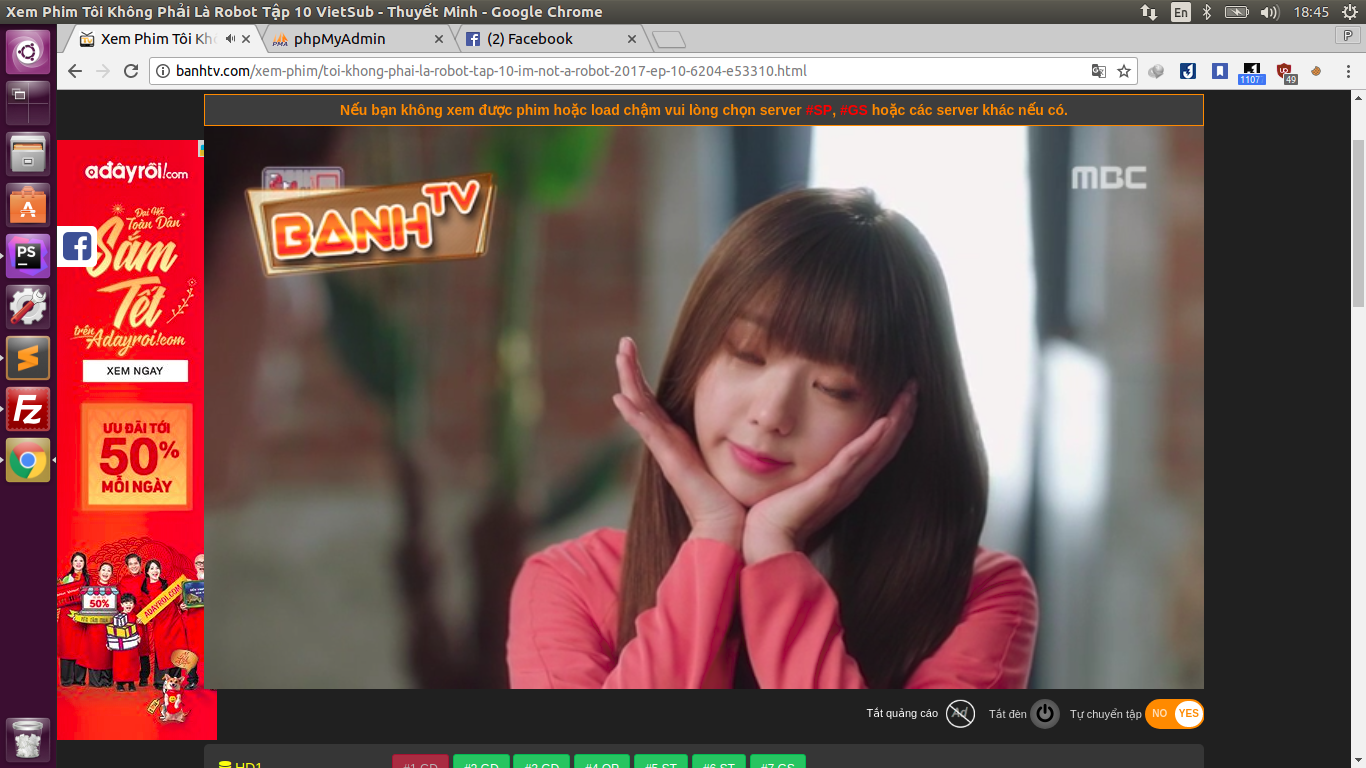 Xem Phim Tôi Không Phải Là Robot Tập 10 VietSub - Thuyết Minh - Google Chrome
En
18:45
Xem Phim Tôi Kh
phpMyAdmin
(2) Facebook
P
banhtv.com/xem-phim/toi-khong-phai-la-robot-tap-10-im-not-a-robot-2017-ep-10-6204-e53310.html
1107
49
Nếu bạn không xem được phim hoặc load chậm vui lòng chọn server #SP, #GS hoặc các server khác nếu có.
adâyrôi!.com
Đại Hội
Toàn Dân
Sắm
Tết
trên
Adayroi!.com
XEM NGAY
ƯU ĐÃI TỚI
50%
MỖI NGÀY
50%
ADAYROI.COM
BANH TV
MBC
PS
Fz
Tắt quảng cáo
Ad
Tắt đèn
Tự chuyển tập
NO YES
HD1
#1 GD
#2 GD
#3 GD
#4 OP
#5 ST
#6 ST
#7 GS